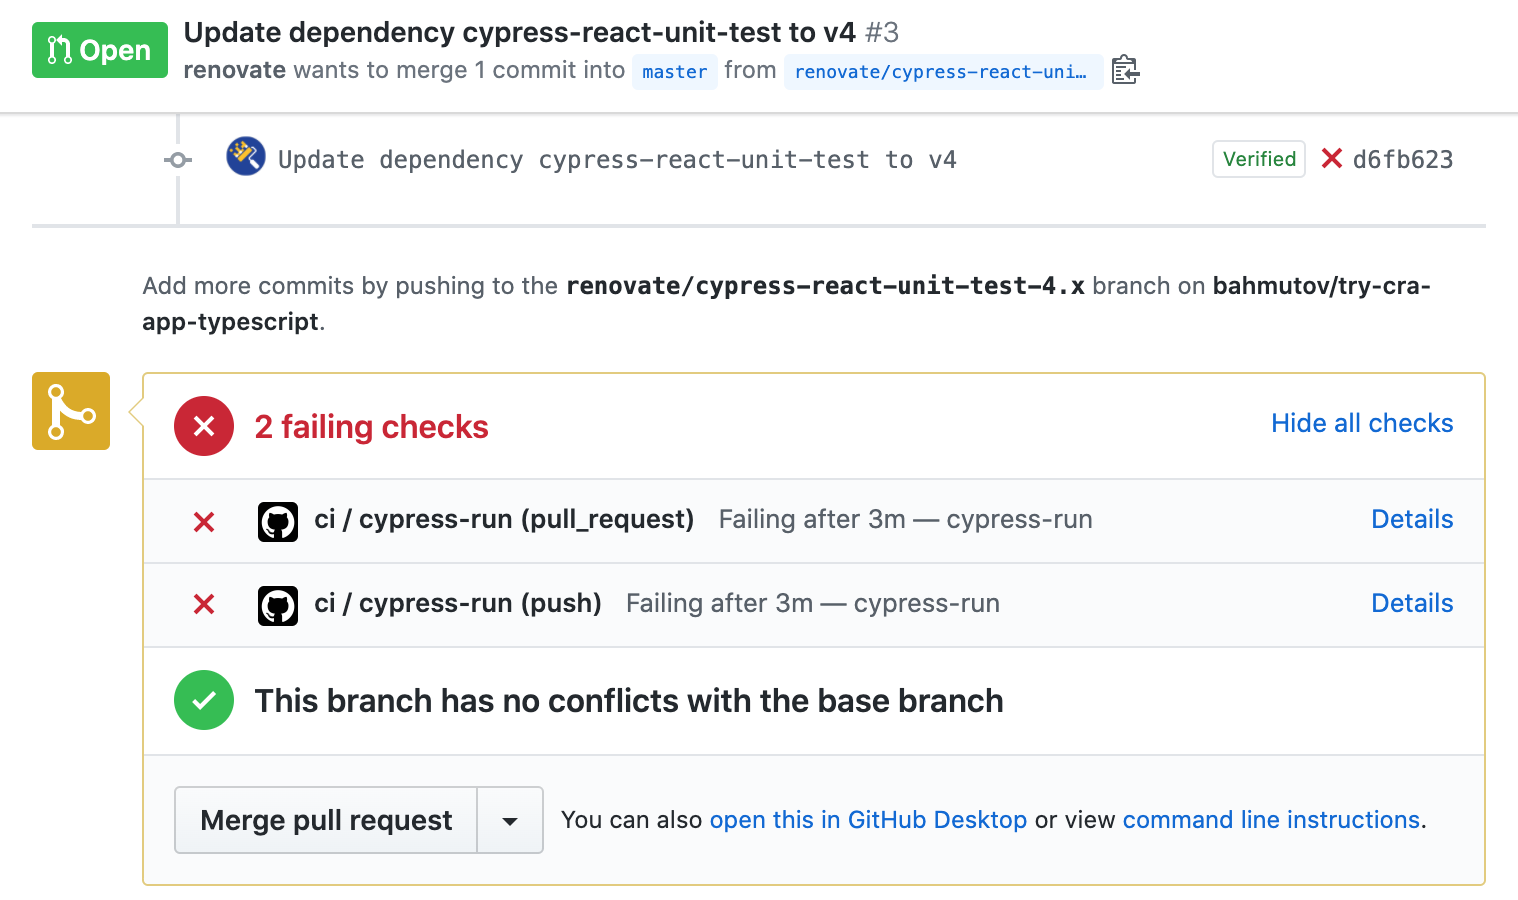 Open
Update dependency cypress-react-unit-test to v4 #3
renovate wants to merge 1 commit into master from renovate/cypress-react-uni…
Update dependency cypress-react-unit-test to v4 Verified d6fb623
Add more commits by pushing to the renovate/cypress-react-unit-test-4.x branch on bahmutov/try-cra-
app-typescript.
2 failing checks Hide all checks
ci / cypress-run (pull_request) Failing after 3m — cypress-run Details
ci / cypress-run (push) Failing after 3m — cypress-run Details
This branch has no conflicts with the base branch
Merge pull request You can also open this in GitHub Desktop or view command line instructions.